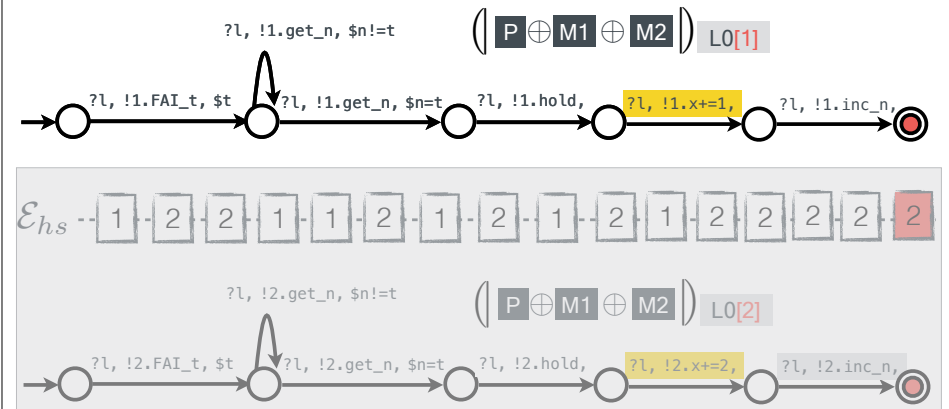 ?l, !1.get_n, $n!=t
(| P ⊕ M1 ⊕ M2 |) L0[1]
?l, !1.FAI_t, $t ?l, !1.get_n, $n=t ?l, !1.hold, ?l, !1.x+=1, ?l, !1.inc_n,
ℰhs 1 2 2 1 1 2 1 2 1 2 1 2 2 2 2 2
?l, !2.get_n, $n!=t
(| P ⊕ M1 ⊕ M2 |) L0[2]
?l, !2.FAI_t, $t ?l, !2.get_n, $n=t ?l, !2.hold, ?l, !2.x+=2, ?l, !2.inc_n,